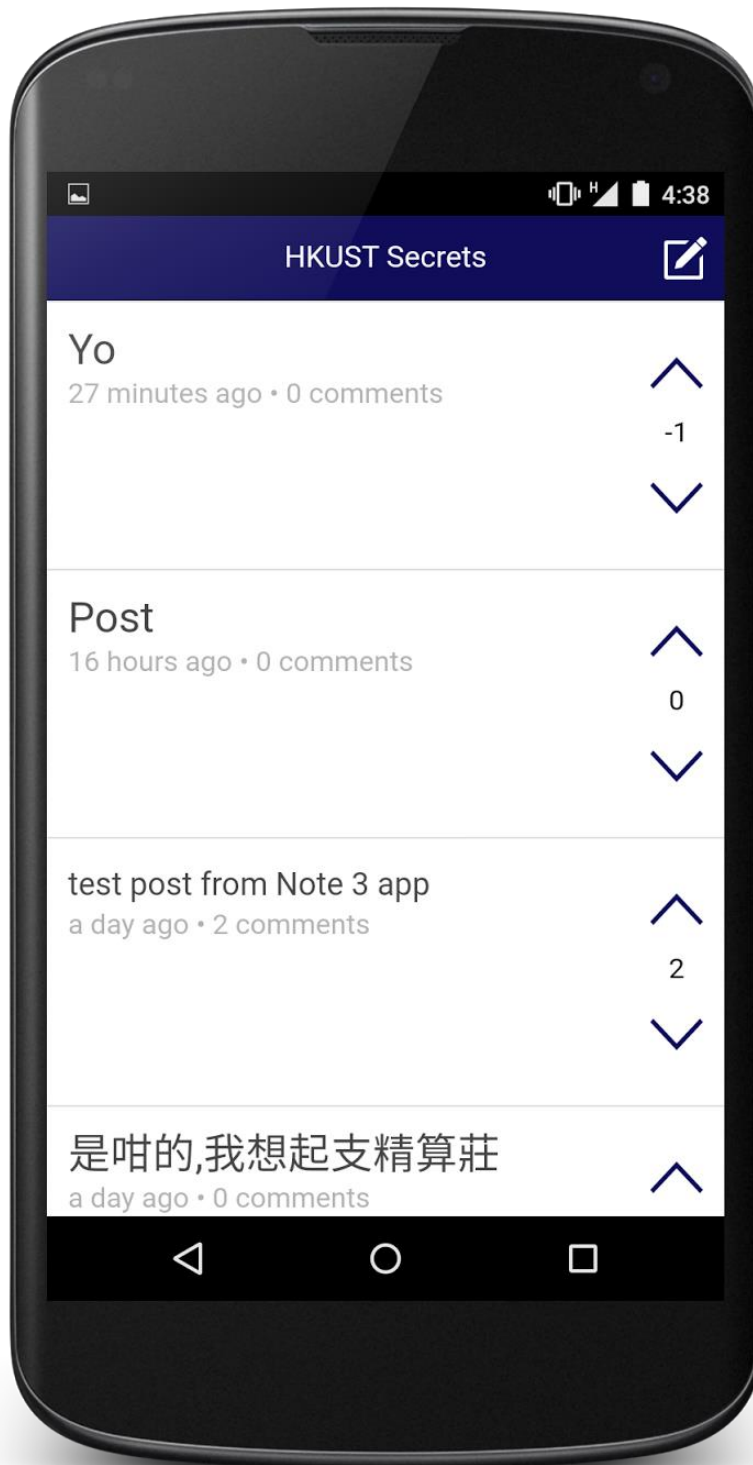 H 4:38
HKUST Secrets
Yo
27 minutes ago • 0 comments
-1
Post
16 hours ago • 0 comments
0
test post from Note 3 app
a day ago • 2 comments
2
是咁的,我想起支精算莊
a day ago • 0 comments